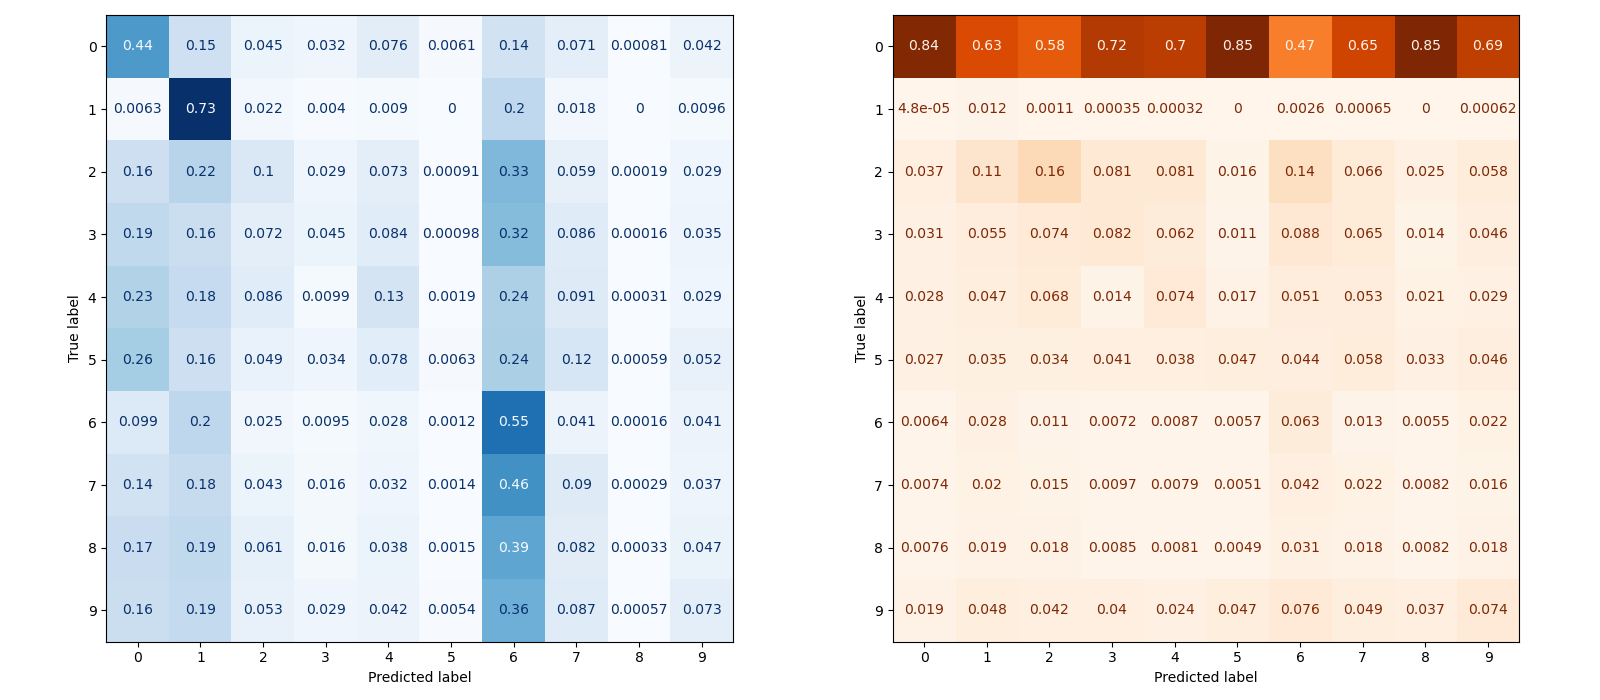 0 0.44 0.15 0.045 0.032 0.076 0.0061 0.14 0.071 0.00081 0.042
1 0.0063 0.73 0.022 0.004 0.009 0 0.2 0.018 0 0.0096
2 0.16 0.22 0.1 0.029 0.073 0.00091 0.33 0.059 0.00019 0.029
3 0.19 0.16 0.072 0.045 0.084 0.00098 0.32 0.086 0.00016 0.035
4 0.23 0.18 0.086 0.0099 0.13 0.0019 0.24 0.091 0.00031 0.029
True label
5 0.26 0.16 0.049 0.034 0.078 0.0063 0.24 0.12 0.00059 0.052
6 0.099 0.2 0.025 0.0095 0.028 0.0012 0.55 0.041 0.00016 0.041
7 0.14 0.18 0.043 0.016 0.032 0.0014 0.46 0.09 0.00029 0.037
8 0.17 0.19 0.061 0.016 0.038 0.0015 0.39 0.082 0.00033 0.047
9 0.16 0.19 0.053 0.029 0.042 0.0054 0.36 0.087 0.00057 0.073
0 1 2 3 4 5 6 7 8 9
Predicted label
0 0.84 0.63 0.58 0.72 0.7 0.85 0.47 0.65 0.85 0.69
1 4.8e-05 0.012 0.0011 0.00035 0.00032 0 0.0026 0.00065 0 0.00062
2 0.037 0.11 0.16 0.081 0.081 0.016 0.14 0.066 0.025 0.058
3 0.031 0.055 0.074 0.082 0.062 0.011 0.088 0.065 0.014 0.046
4 0.028 0.047 0.068 0.014 0.074 0.017 0.051 0.053 0.021 0.029
True label
5 0.027 0.035 0.034 0.041 0.038 0.047 0.044 0.058 0.033 0.046
6 0.0064 0.028 0.011 0.0072 0.0087 0.0057 0.063 0.013 0.0055 0.022
7 0.0074 0.02 0.015 0.0097 0.0079 0.0051 0.042 0.022 0.0082 0.016
8 0.0076 0.019 0.018 0.0085 0.0081 0.0049 0.031 0.018 0.0082 0.018
9 0.019 0.048 0.042 0.04 0.024 0.047 0.076 0.049 0.037 0.074
0 1 2 3 4 5 6 7 8 9
Predicted label